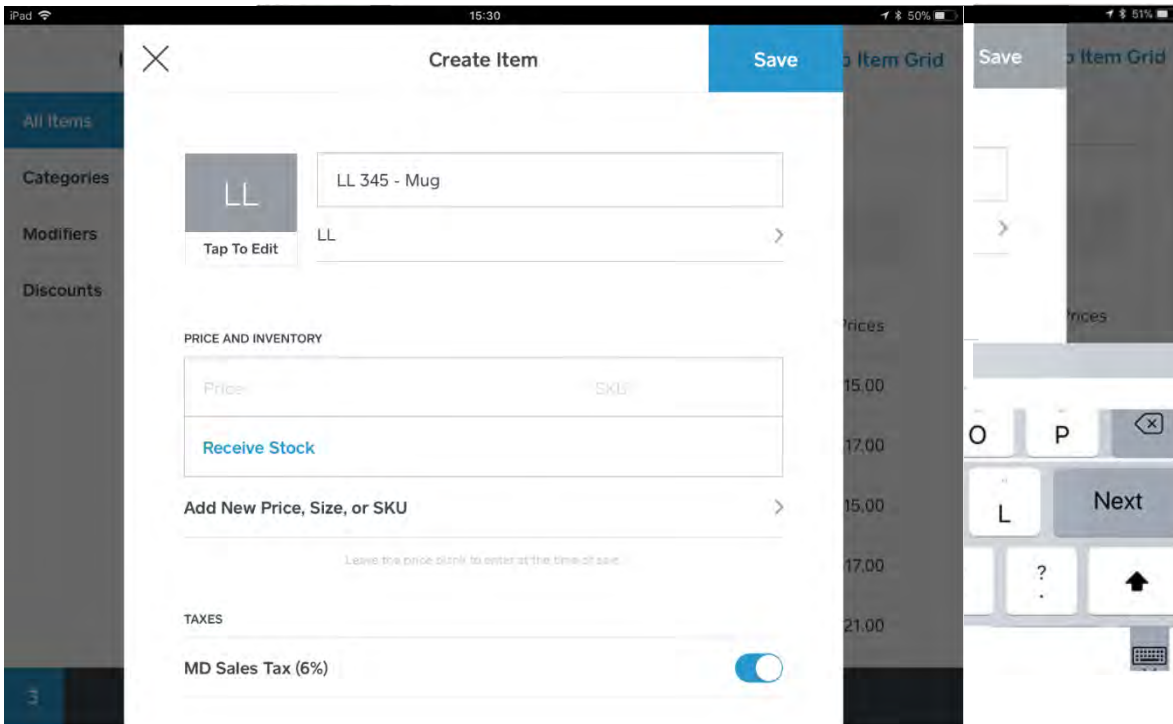 iPad 15:30 50%
51%
Create Item
Save
Item Grid
Save
Item Grid
All Items
Categories
Modifiers
Discounts
LL
Tap To Edit
LL 345 - Mug
LL
PRICE AND INVENTORY
Price SKU
Receive Stock
Add New Price, Size, or SKU
Leave the price blank to enter at the time of sale
TAXES
MD Sales Tax (6%)
Prices
15.00
17.00
15.00
17.00
21.00
3
Prices
O P
L Next
?
.